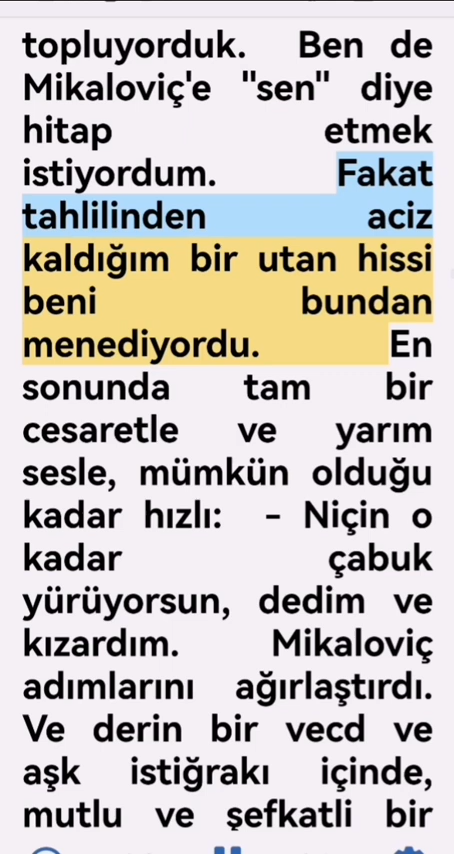 topluyorduk. Ben de
Mikaloviç'e "sen" diye
hitap etmek
istiyordum. Fakat
tahlilinden aciz
kaldığım bir utan hissi
beni bundan
menediyordu. En
sonunda tam bir
cesaretle ve yarım
sesle, mümkün olduğu
kadar hızlı: - Niçin o
kadar çabuk
yürüyorsun, dedim ve
kızardım. Mikaloviç
adımlarını ağırlaştırdı.
Ve derin bir vecd ve
aşk istiğrakı içinde,
mutlu ve şefkatli bir